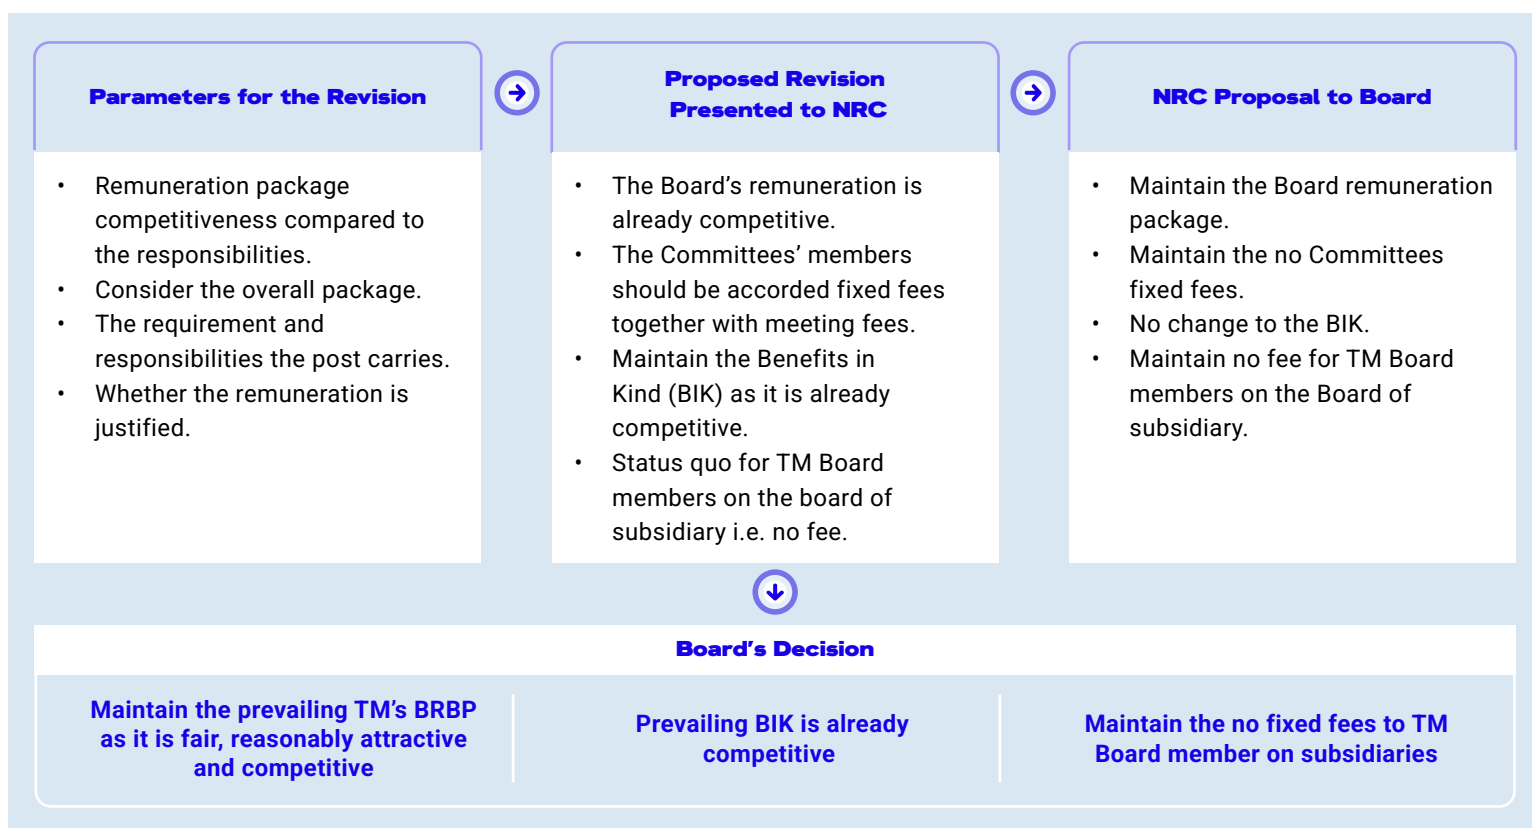 Parameters for the Revision
• Remuneration package
competitiveness compared to
the responsibilities.
• Consider the overall package.
• The requirement and
responsibilities the post carries.
• Whether the remuneration is
justified.
Proposed Revision
Presented to NRC
• The Board’s remuneration is
already competitive.
• The Committees’ members
should be accorded fixed fees
together with meeting fees.
• Maintain the Benefits in
Kind (BIK) as it is already
competitive.
• Status quo for TM Board
members on the board of
subsidiary i.e. no fee.
NRC Proposal to Board
• Maintain the Board remuneration
package.
• Maintain the no Committees
fixed fees.
• No change to the BIK.
• Maintain no fee for TM Board
members on the Board of
subsidiary.
Board’s Decision
Maintain the prevailing TM’s BRBP
as it is fair, reasonably attractive
and competitive
Prevailing BIK is already
competitive
Maintain the no fixed fees to TM
Board member on subsidiaries